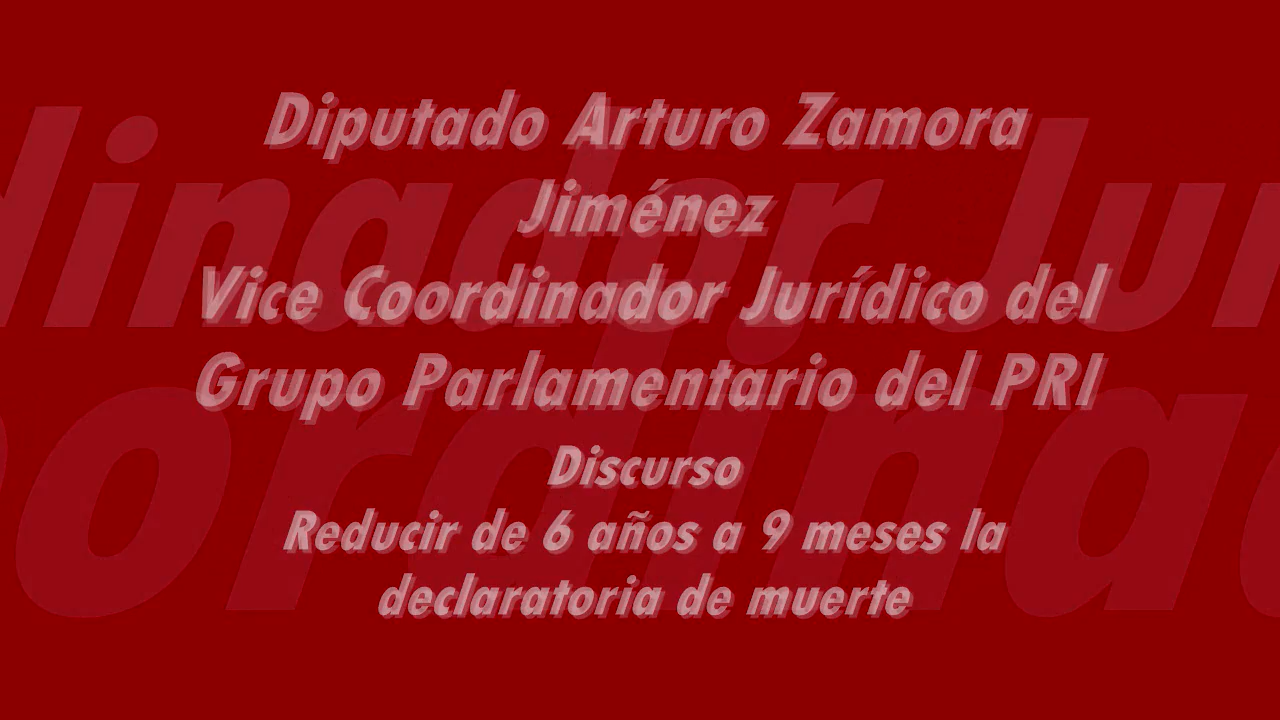 Diputado Arturo Zamora
Jiménez
Vice Coordinador Jurídico del
Grupo Parlamentario del PRI
Discurso
Reducir de 6 años a 9 meses la
declaratoria de muerte